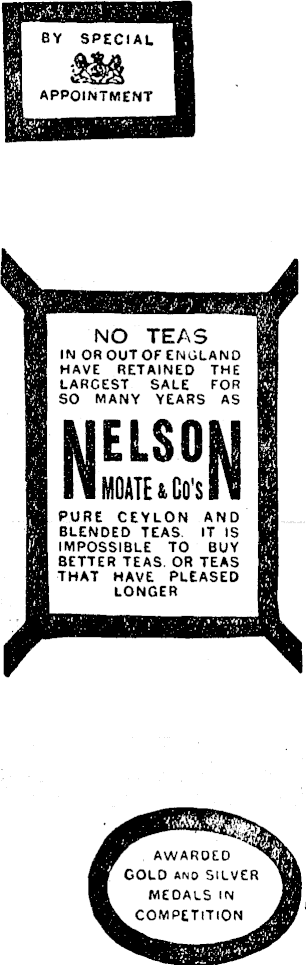 BY SPECIAL
APPOINTMENT
NO TEAS
IN OR OUT OF ENGLAND
HAVE RETAINED THE
LARGEST SALE FOR
SO MANY YEARS AS
NELSON
MOATE & Co's
PURE CEYLON AND
BLENDED TEAS. IT IS
IMPOSSIBLE TO BUY
BETTER TEAS. OR TEAS
THAT HAVE PLEASED
LONGER
AWARDED
GOLD AND SILVER
MEDALS IN
COMPETITION